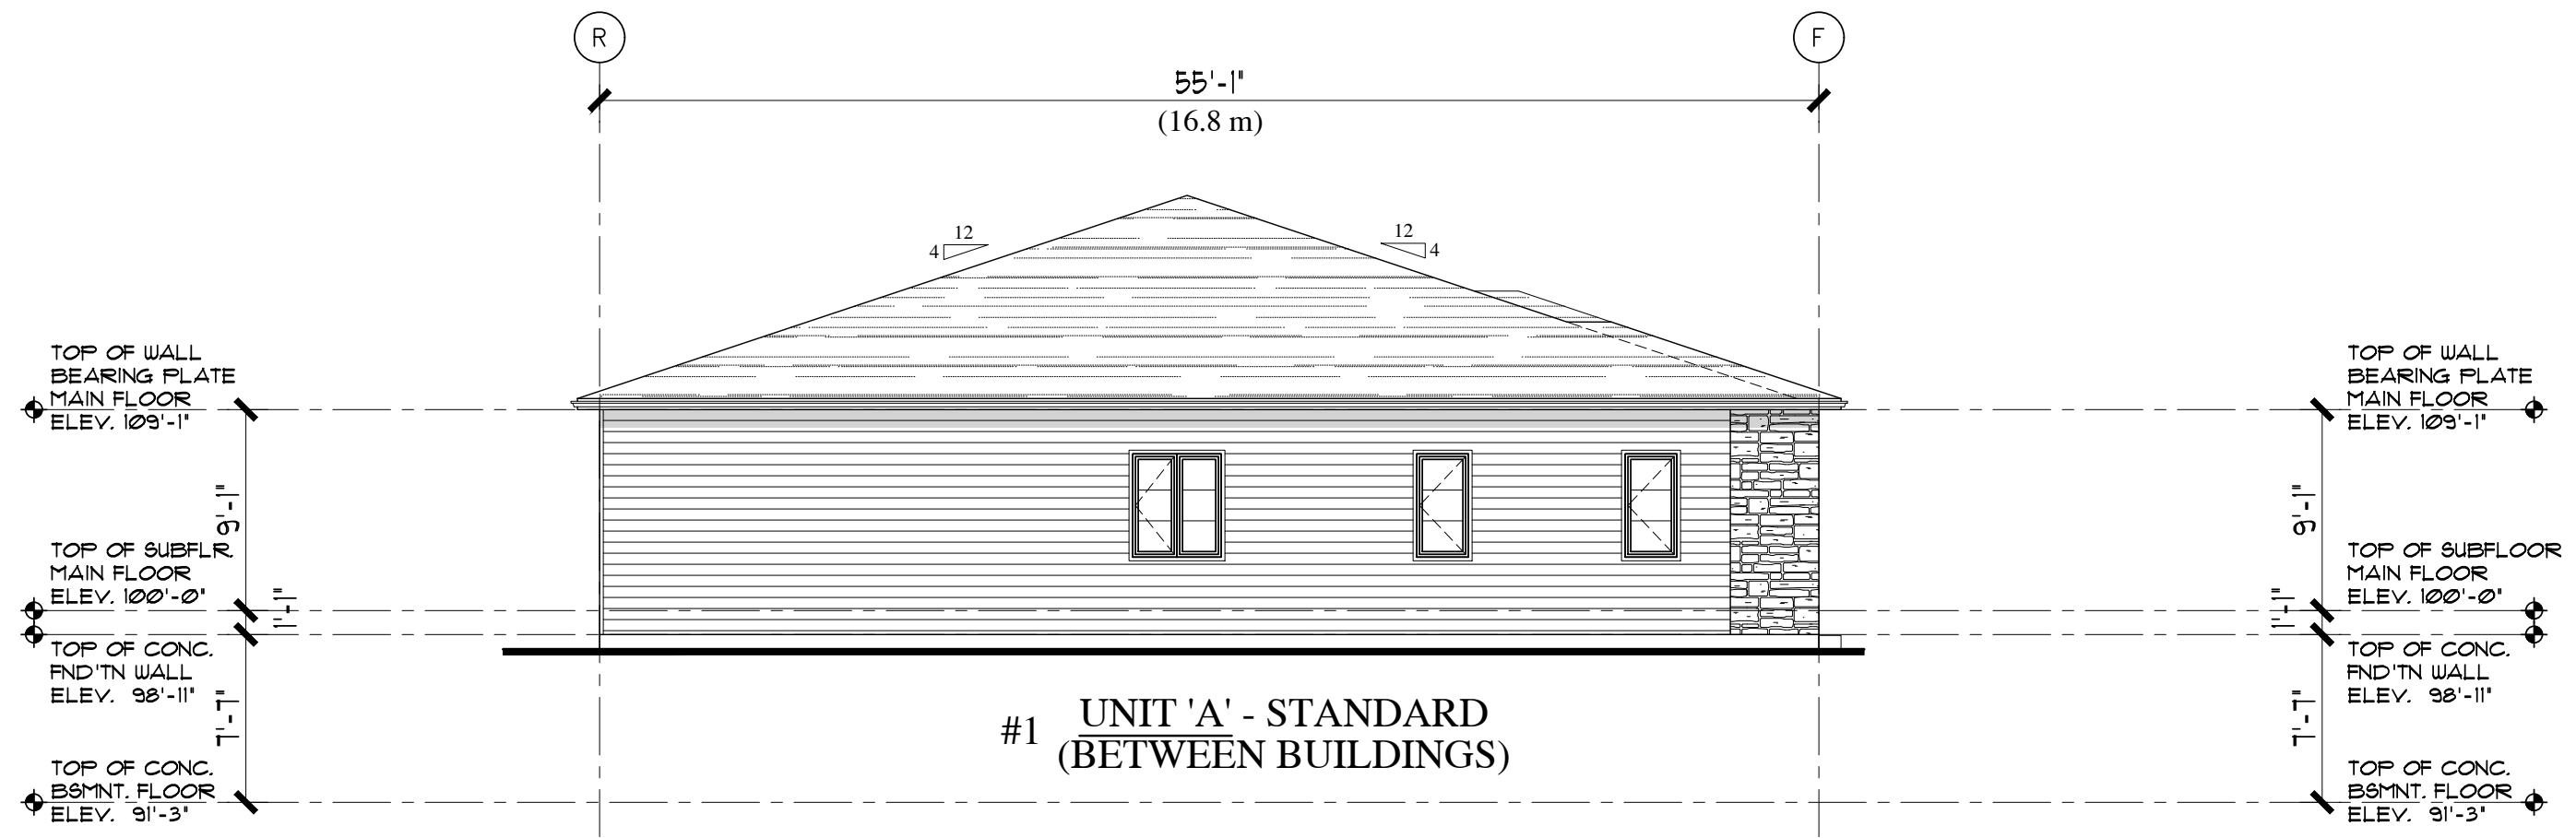 R
F
55'-1"
(16.8 m)
12
4
12
4
TOP OF WALL
BEARING PLATE
MAIN FLOOR
ELEV. 109'-1"
9'-1"
TOP OF SUBFLR.
MAIN FLOOR
ELEV. 100'-0"
1'-1"
TOP OF CONC.
FND'TN WALL
ELEV. 98'-11"
7'-7"
TOP OF CONC.
BSMNT. FLOOR
ELEV. 91'-3"
#1 UNIT 'A' - STANDARD
(BETWEEN BUILDINGS)
TOP OF WALL
BEARING PLATE
MAIN FLOOR
ELEV. 109'-1"
9'-1"
TOP OF SUBFLOOR
MAIN FLOOR
ELEV. 100'-0"
1'-1"
TOP OF CONC.
FND'TN WALL
ELEV. 98'-11"
7'-7"
TOP OF CONC.
BSMNT. FLOOR
ELEV. 91'-3"